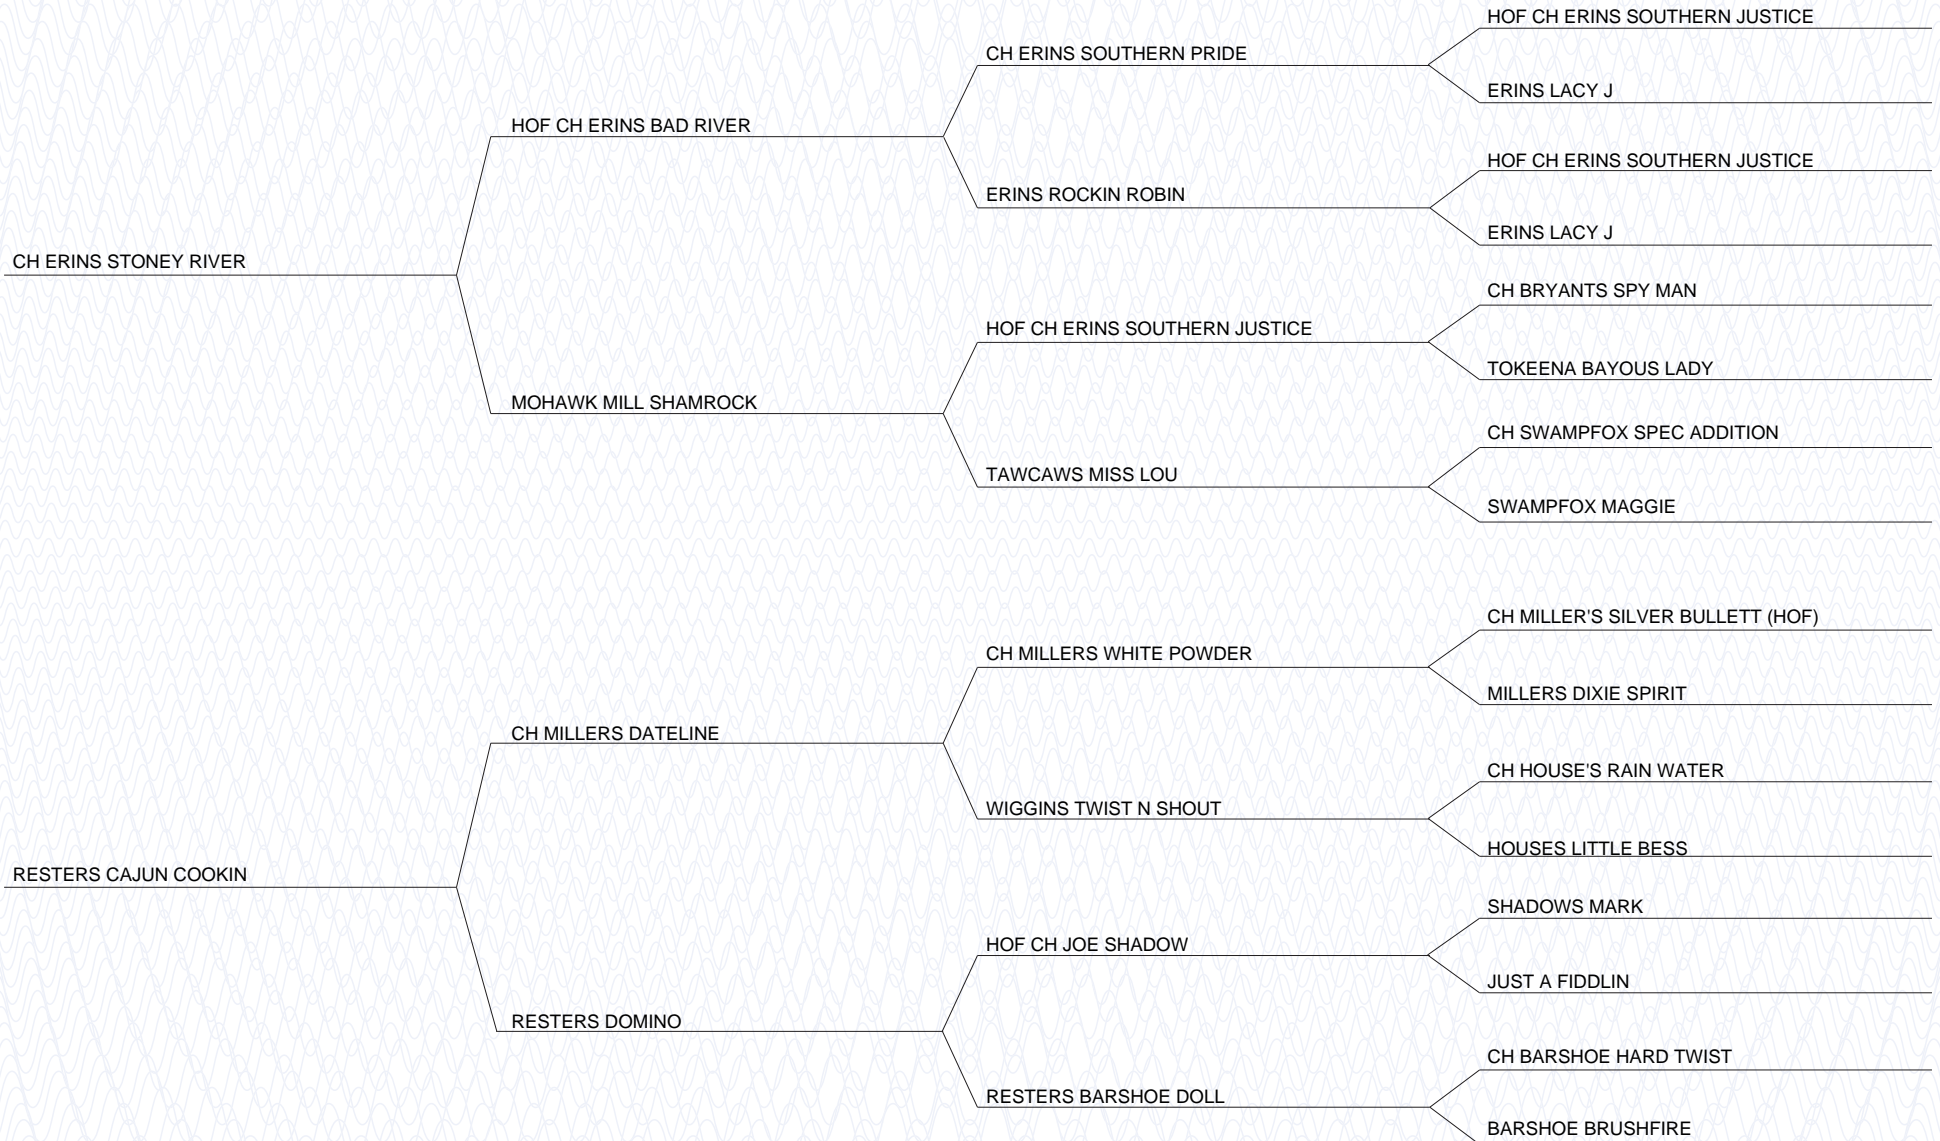 HOF CH ERINS SOUTHERN JUSTICE
CH ERINS SOUTHERN PRIDE
ERINS LACY J
HOF CH ERINS BAD RIVER
HOF CH ERINS SOUTHERN JUSTICE
ERINS ROCKIN ROBIN
ERINS LACY J
CH ERINS STONEY RIVER
CH BRYANTS SPY MAN
HOF CH ERINS SOUTHERN JUSTICE
TOKEENA BAYOUS LADY
MOHAWK MILL SHAMROCK
CH SWAMPFOX SPEC ADDITION
TAWCAWS MISS LOU
SWAMPFOX MAGGIE
CH MILLER'S SILVER BULLETT (HOF)
CH MILLERS WHITE POWDER
MILLERS DIXIE SPIRIT
CH MILLERS DATELINE
CH HOUSE'S RAIN WATER
WIGGINS TWIST N SHOUT
HOUSES LITTLE BESS
RESTERS CAJUN COOKIN
SHADOWS MARK
HOF CH JOE SHADOW
JUST A FIDDLIN
RESTERS DOMINO
CH BARSHOE HARD TWIST
RESTERS BARSHOE DOLL
BARSHOE BRUSHFIRE